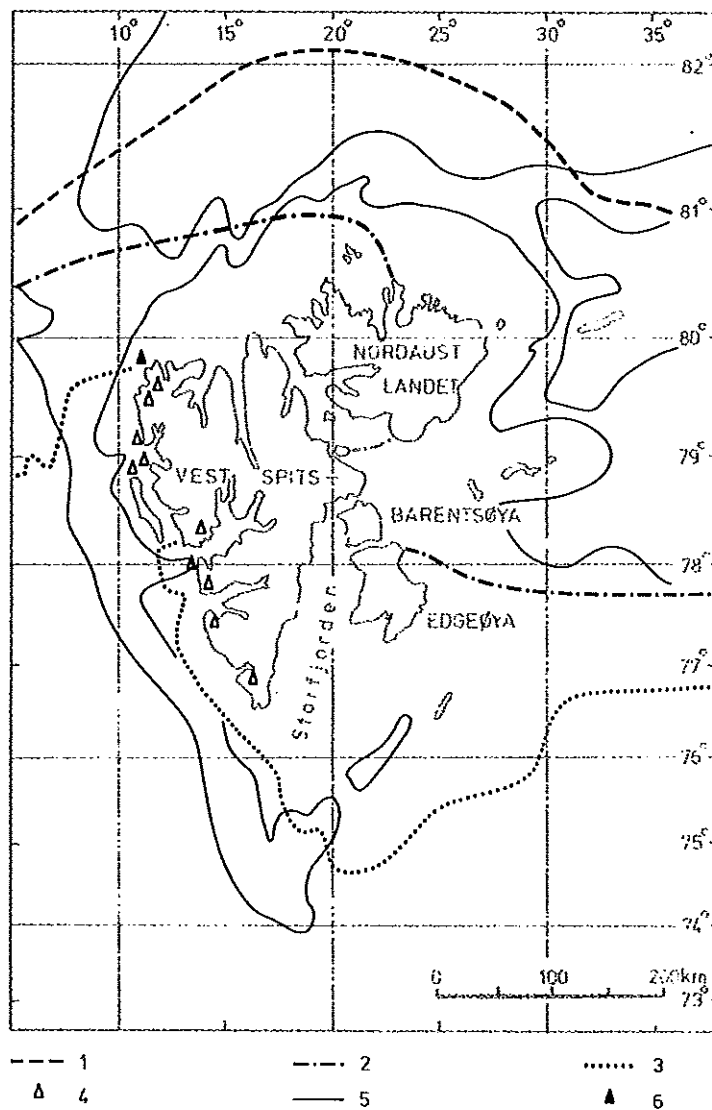 10° 15° 20° 25° 30° 35°
82°
81°
80°
NORDAUST
LANDET
79°
VEST SPITS-
BARENTSØYA
78°
EDGEØYA
77°
Storfjorden
76°
75°
74°
0 100 200km
73°
1 2 3
4 5 6